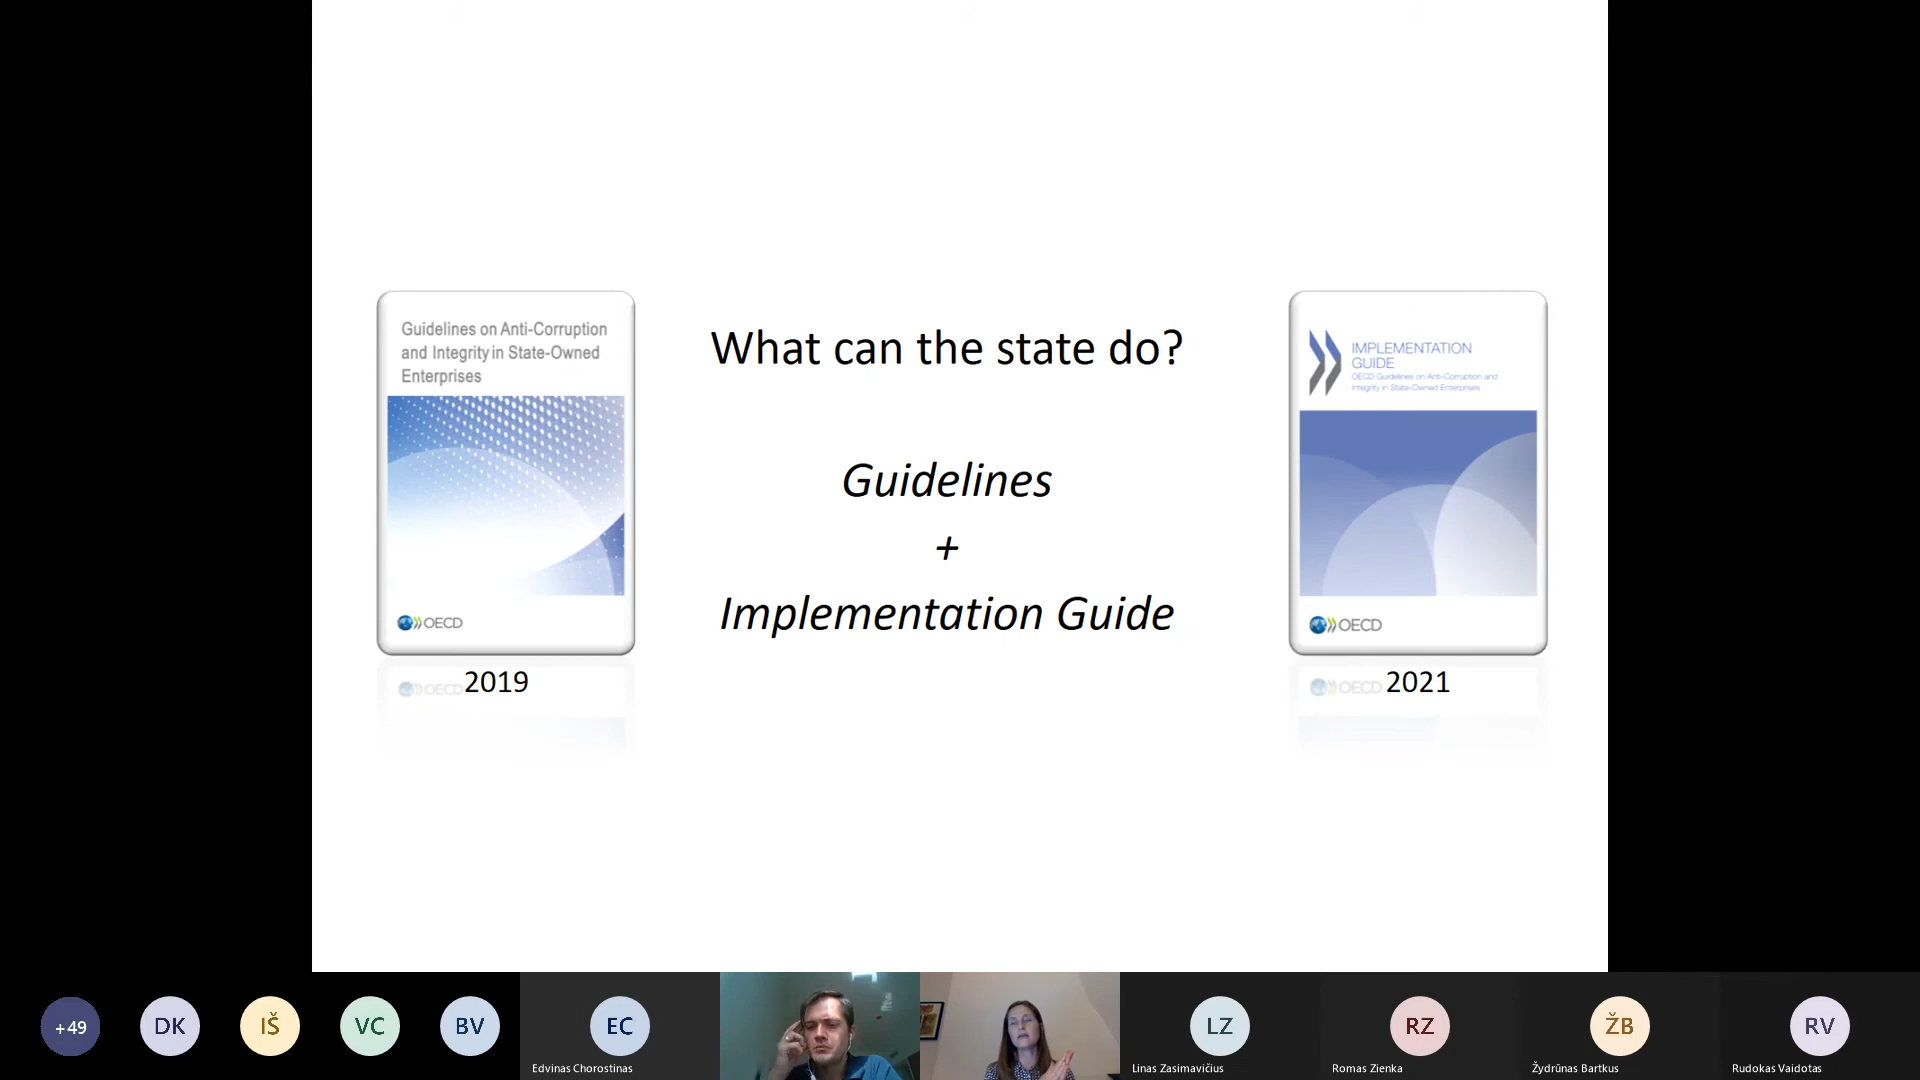 Guidelines on Anti-Corruption
and Integrity in State-Owned
Enterprises
OECD
2019
What can the state do?
Guidelines
+
Implementation Guide
IMPLEMENTATION
GUIDE
OECD Guidelines on Anti-Corruption and
Integrity in State-Owned Enterprises
OECD
2021
OECD
OECD
+49
DK
IŠ
VC
BV
EC
Edvinas Chorostinas
LZ
Linas Zasimavičius
RZ
Romas Zienka
ŽB
Žydrūnas Bartkus
RV
Rudokas Vaidotas